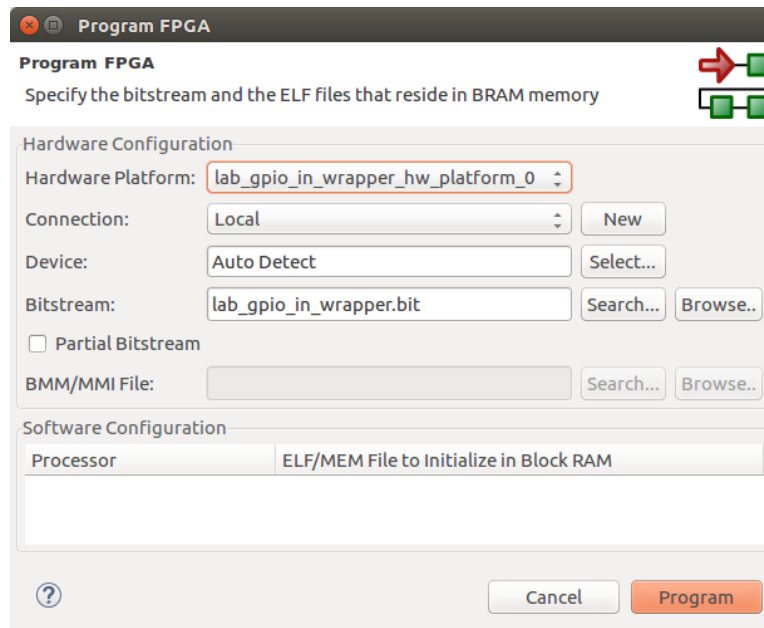 Program FPGA
Program FPGA
Specify the bitstream and the ELF files that reside in BRAM memory
Hardware Configuration
Hardware Platform: lab_gpio_in_wrapper_hw_platform_0
Connection: Local New
Device: Auto Detect Select...
Bitstream: lab_gpio_in_wrapper.bit Search... Browse..
Partial Bitstream
BMM/MMI File: Search... Browse..
Software Configuration
Processor ELF/MEM File to Initialize in Block RAM
? Cancel Program